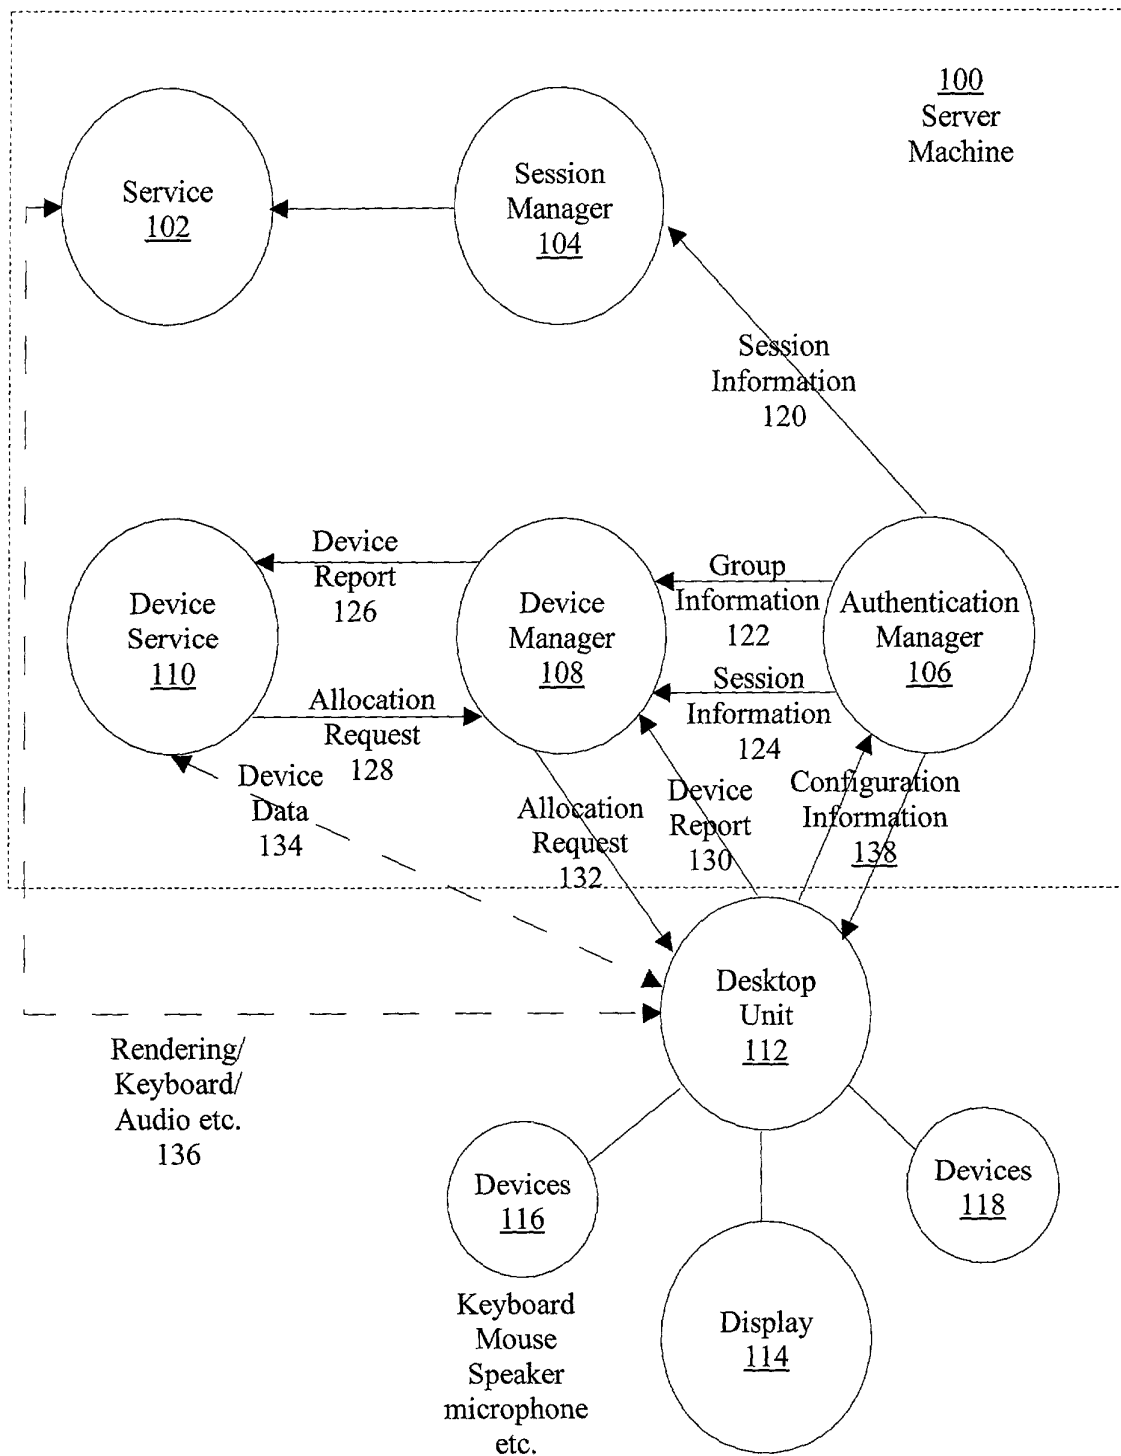 100
Server
Machine
Service
102
Session
Manager
104
Session
Information
120
Device
Report
126
Group
Information
122
Device
Service
110
Device
Manager
108
Authentication
Manager
106
Allocation
Request
128
Session
Information
124
Device
Data
134
Allocation
Request
132
Device
Report
130
Configuration
Information
138
Desktop
Unit
112
Rendering/
Keyboard/
Audio etc.
136
Devices
116
Devices
118
Keyboard
Mouse
Speaker
microphone
etc.
Display
114